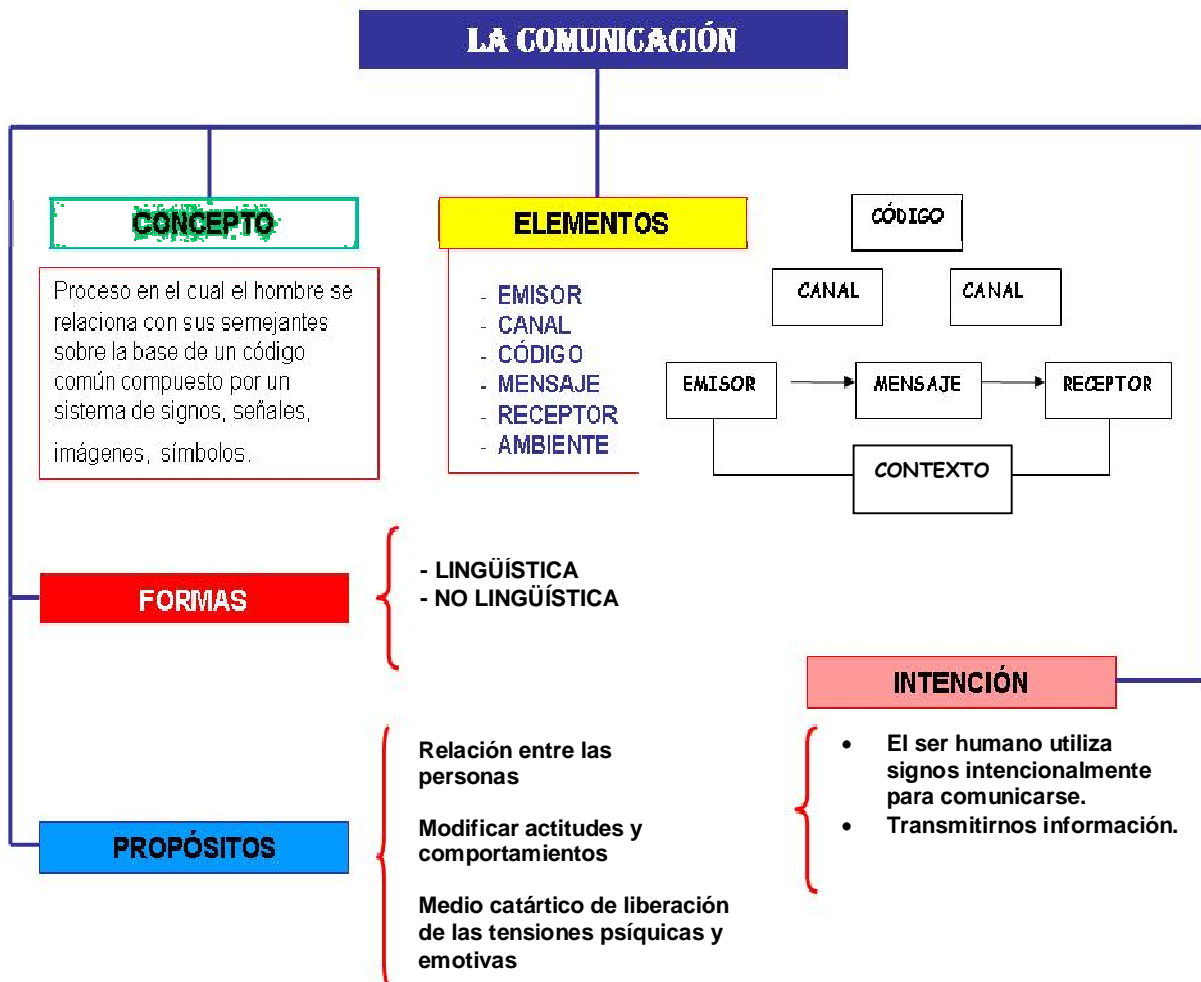 LA COMUNICACIÓN
CONCEPTO
Proceso en el cual el hombre se
relaciona con sus semejantes
sobre la base de un código
común compuesto por un
sistema de signos, señales,
imágenes, símbolos.
ELEMENTOS
- EMISOR
- CANAL
- CÓDIGO
- MENSAJE
- RECEPTOR
- AMBIENTE
CÓDIGO
CANAL
CANAL
EMISOR
MENSAJE
RECEPTOR
CONTEXTO
FORMAS
- LINGÜÍSTICA
- NO LINGÜÍSTICA
INTENCIÓN
• El ser humano utiliza
signos intencionalmente
para comunicarse.
• Transmitirnos información.
PROPÓSITOS
Relación entre las
personas
Modificar actitudes y
comportamientos
Medio catártico de liberación
de las tensiones psíquicas y
emotivas